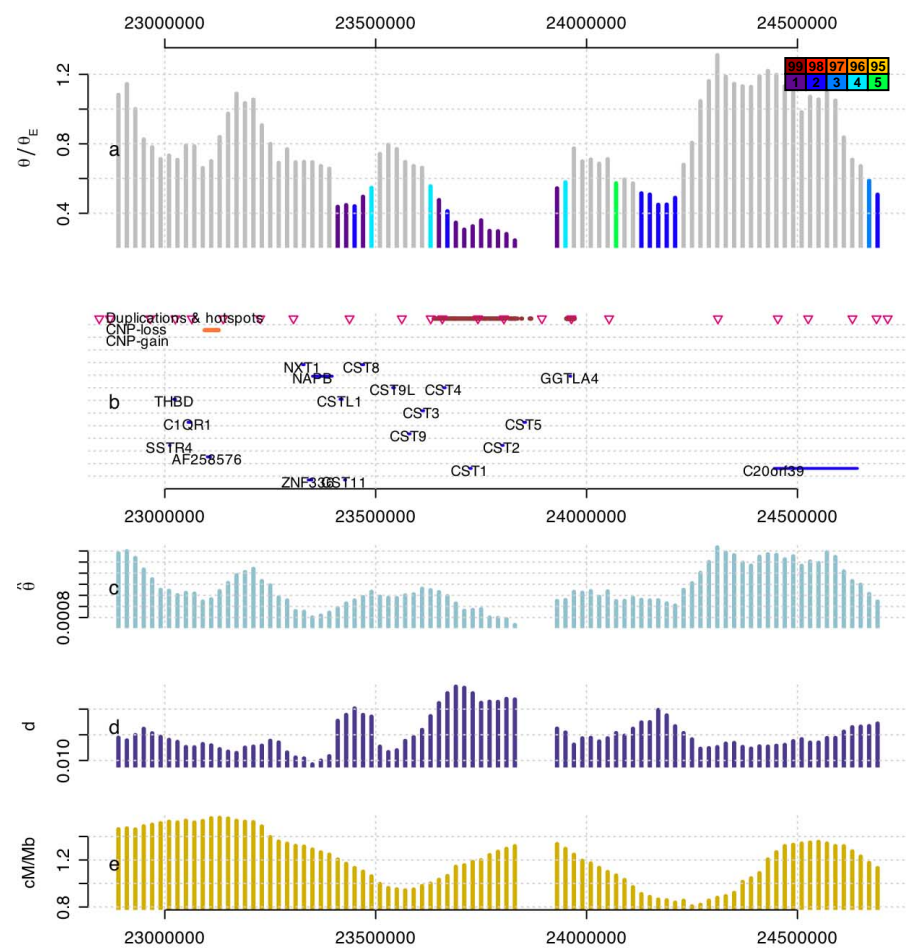 23000000 23500000 24000000 24500000
99 98 97 96 95
1 2 3 4 5
θ / θE
1.2
0.8
0.4
a
Duplications & hotspots
CNP-loss
CNP-gain
NXT1 CST8
NAPB GGTLA4
CST9L CST4
THBD CSTL1
b
CST3
C1QR1 CST5
CST9
SSTR4 CST2
AF258576
CST1 C20orf39
CST11
23000000 23500000 24000000 24500000
θ̂
0.0008
c
d
0.010
d
cM/Mb
1.2
0.8
e
23000000 23500000 24000000 24500000